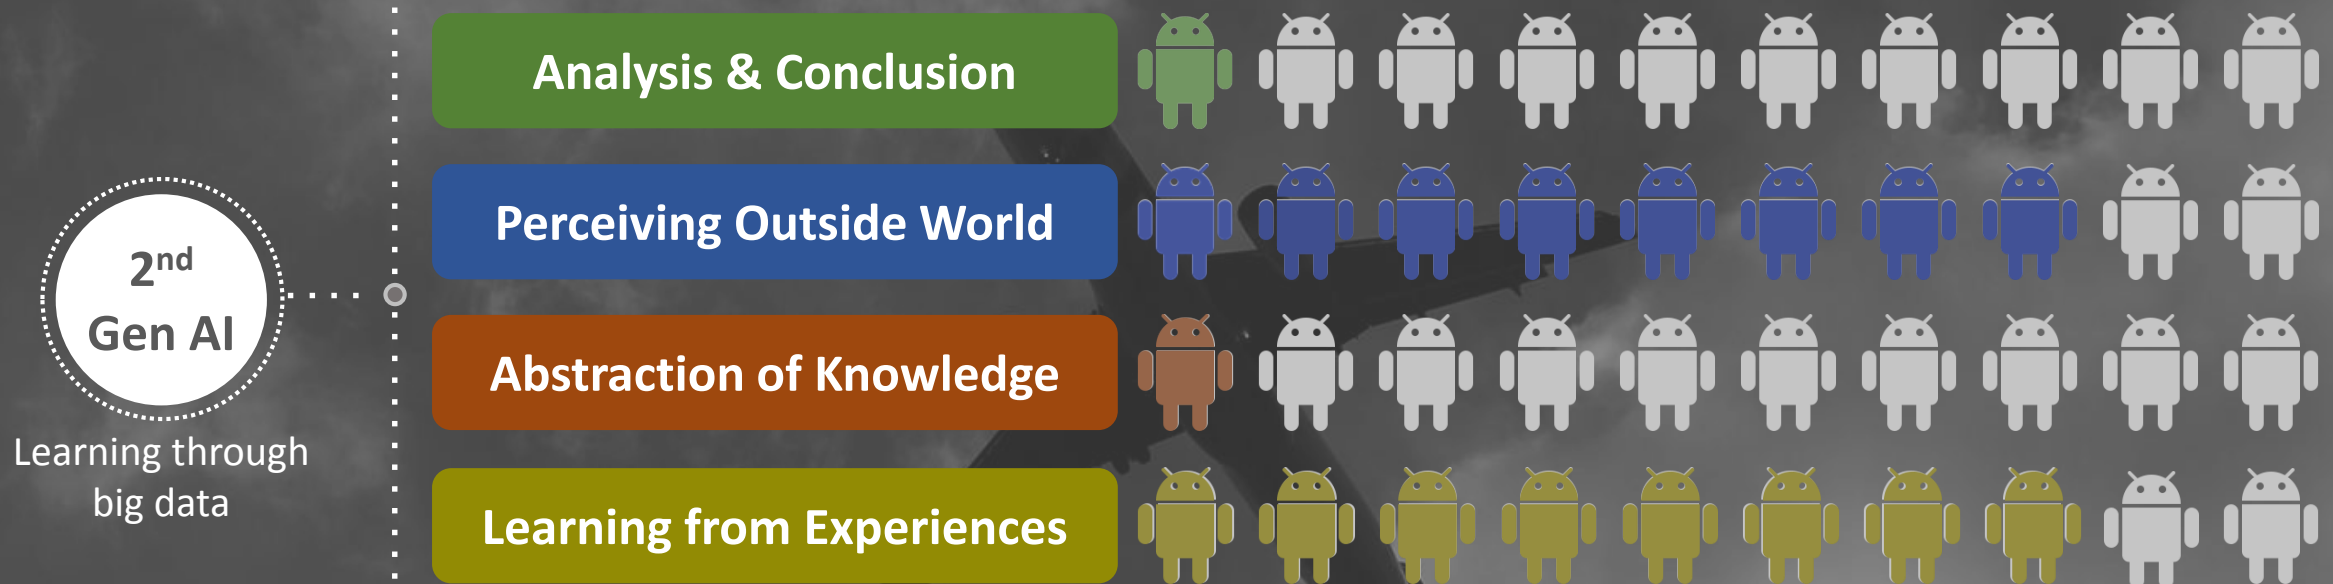 2nd
Gen AI
Learning through
big data
Analysis & Conclusion
Perceiving Outside World
Abstraction of Knowledge
Learning from Experiences